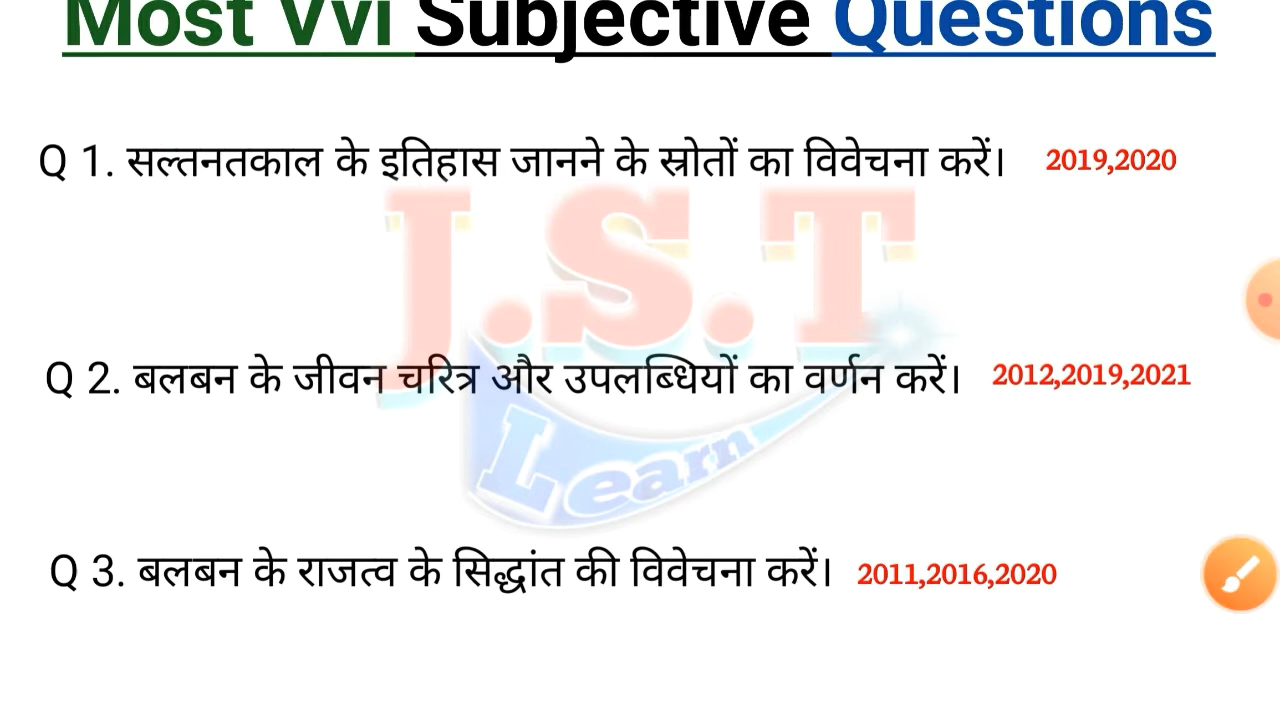 Most Vvi Subjective Questions
Q 1. सल्तनतकाल के इतिहास जानने के स्रोतों का विवेचना करें। 2019,2020
J.S.T
Q 2. बलबन के जीवन चरित्र और उपलब्धियों का वर्णन करें। 2012,2019,2021
Learn
Q 3. बलबन के राजत्व के सिद्धांत की विवेचना करें। 2011,2016,2020